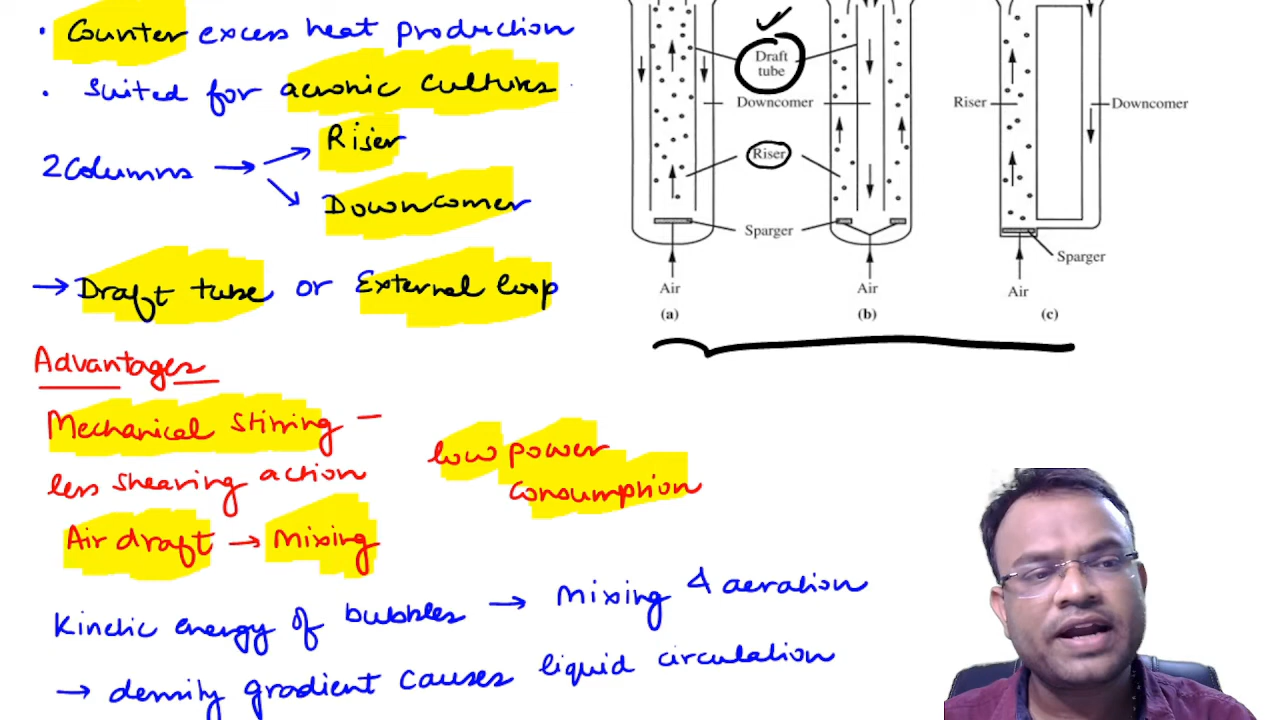 • Counter excess heat production
• Suited for aerobic cultures
2 Columns → Riser
Downcomer
→ Draft tube or External loop
Advantages
Mechanical Stirring –
less shearing action
low power
consumption
Air draft → Mixing
Kinetic energy of bubbles → Mixing & aeration
→ density gradient causes liquid circulation
Draft
tube
Downcomer
Riser
Sparger
Air
Air
(a)
(b)
Riser
Downcomer
Sparger
Air
(c)